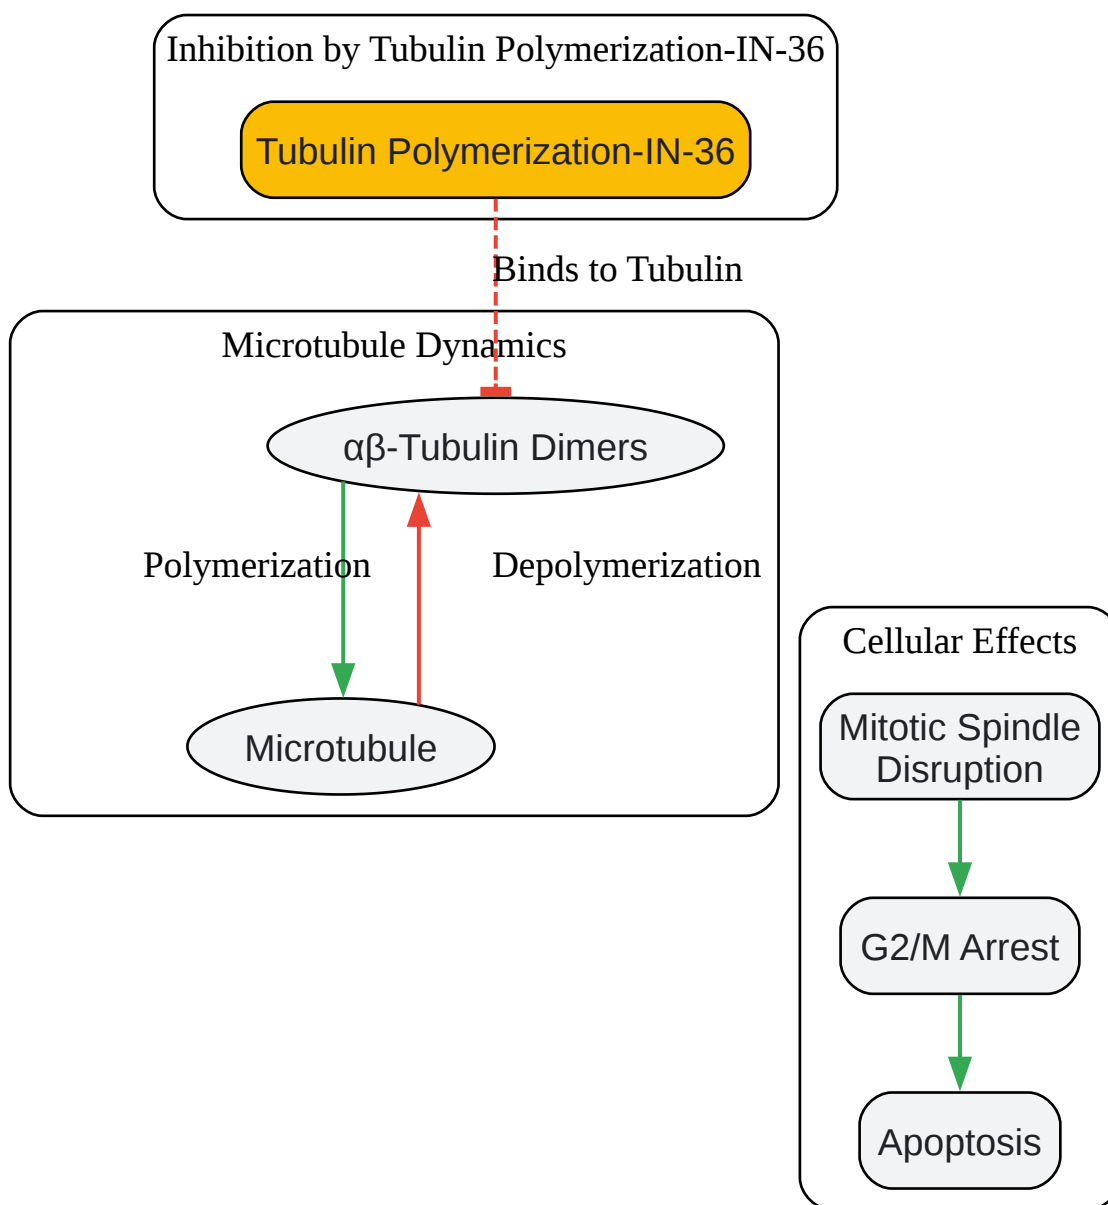 Inhibition by Tubulin Polymerization-IN-36
Tubulin Polymerization-IN-36
Binds to Tubulin
Microtubule Dynamics
αβ-Tubulin Dimers
Polymerization
Depolymerization
Microtubule
Cellular Effects
Mitotic Spindle
Disruption
G2/M Arrest
Apoptosis